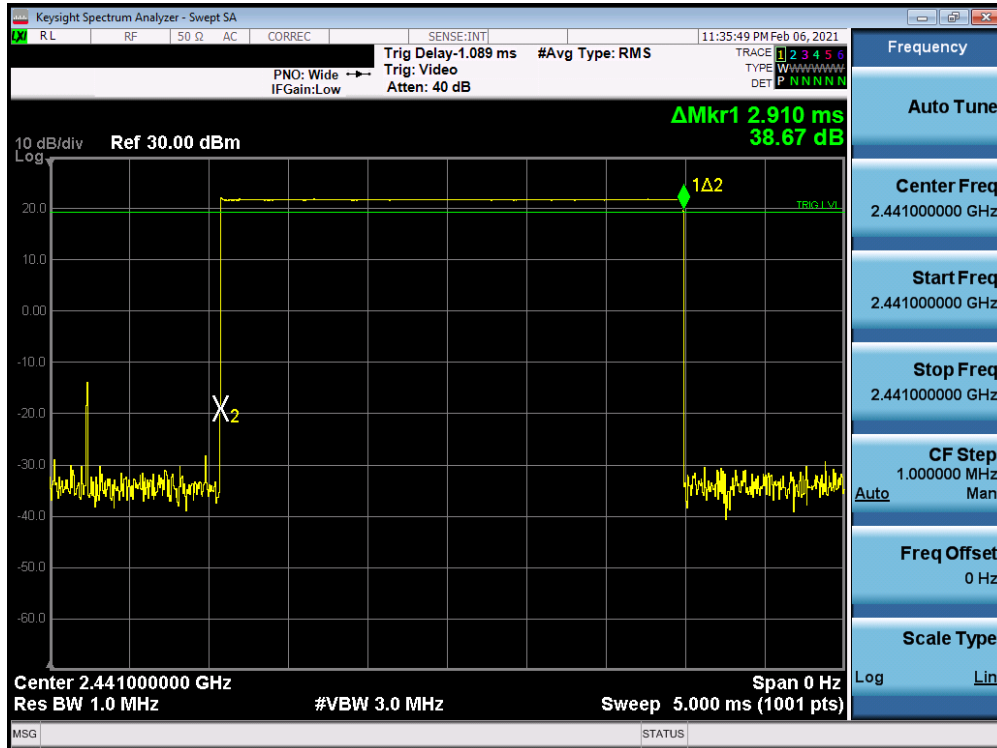 Keysight Spectrum Analyzer - Swept SA
LXI RL RF 50 Ω AC CORREC SENSE:INT 11:35:49 PM Feb 06, 2021
Trig Delay-1.089 ms #Avg Type: RMS TRACE 1 2 3 4 5 6
PNO: Wide Trig: Video TYPE WWWWWWW
IFGain:Low Atten: 40 dB DET P N N N N N
ΔMkr1 2.910 ms
38.67 dB
10 dB/div Ref 30.00 dBm
Log
1Δ2
TRIG LVL
20.0
10.0
0.00
-10.0
-20.0
2
-30.0
-40.0
-50.0
-60.0
Center 2.441000000 GHz Span 0 Hz
Res BW 1.0 MHz #VBW 3.0 MHz Sweep 5.000 ms (1001 pts)
MSG STATUS
Frequency
Auto Tune
Center Freq
2.441000000 GHz
Start Freq
2.441000000 GHz
Stop Freq
2.441000000 GHz
CF Step
1.000000 MHz
Auto Man
Freq Offset
0 Hz
Scale Type
Log Lin